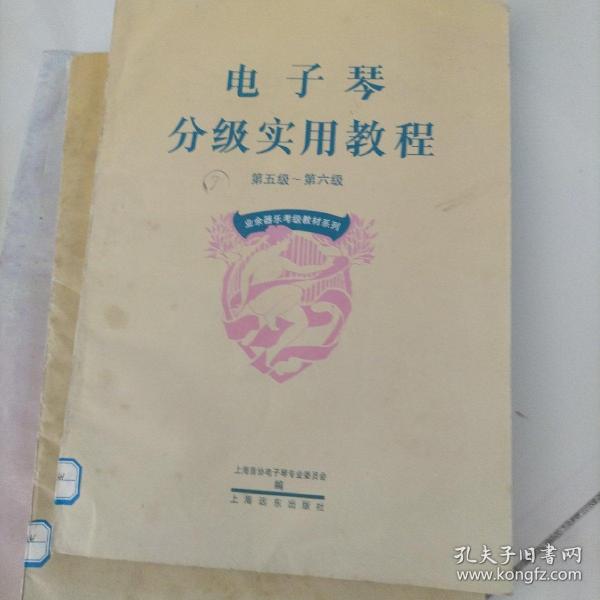 电子琴
分级实用教程
第五级~第六级
业余器乐考级教材系列
上海音协电子琴专业委员会
编
上海远东出版社
孔夫子旧书网
www.kongfz.com